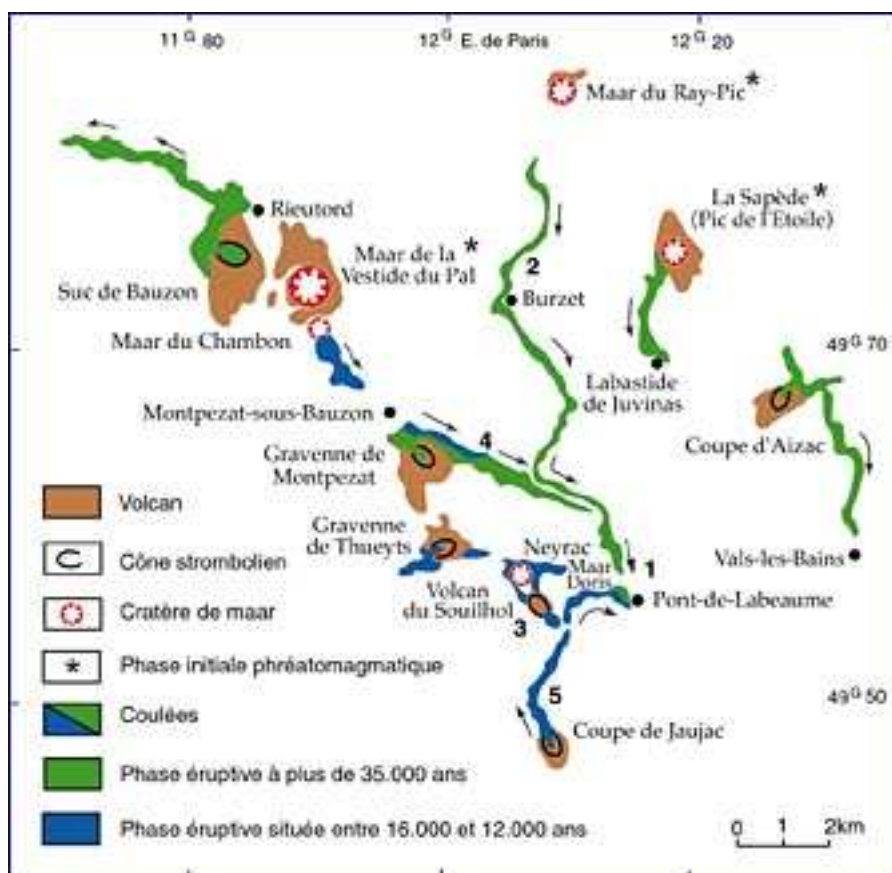 11 G 80
12 G E. de Paris
12 G 20
Maar du Ray-Pic *
La Sapède *
(Pic de l'Etoile)
Rieutord
Maar de la *
Vestide du Pal
2
Suc de Bauzon
Burzet
Maar du Chambon
49 G 70
Labastide
de Juvinas
Montpezat-sous-Bauzon
4
Coupe d'Aizac
Gravenne de
Montpezat
Volcan
Gravenne
de Thueyts
Neyrac
Maar
Doris
1
Vals-les-Bains
Cône strombolien
Volcan
du Souilhol
3
Pont-de-Labeaume
Cratère de maar
* Phase initiale phréatomagmatique
5
49 G 50
Coulées
Coupe de Jaujac
Phase éruptive à plus de 35.000 ans
Phase éruptive située entre 16.000 et 12.000 ans
0 1 2km